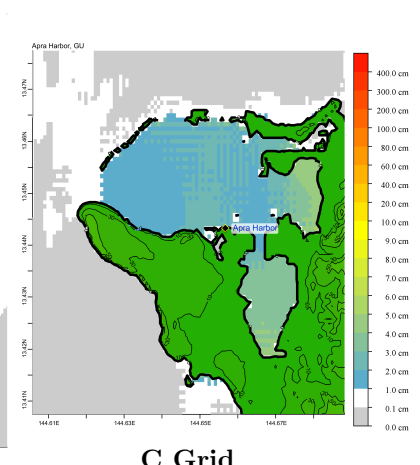 Apra Harbor, GU
13.47N
13.46N
13.45N
13.44N
13.43N
13.42N
13.41N
Apra Harbor
144.61E
144.63E
144.65E
144.67E
400.0 cm
300.0 cm
200.0 cm
100.0 cm
80.0 cm
60.0 cm
40.0 cm
20.0 cm
10.0 cm
9.0 cm
8.0 cm
7.0 cm
6.0 cm
5.0 cm
4.0 cm
3.0 cm
2.0 cm
1.0 cm
0.1 cm
0.0 cm
C Grid